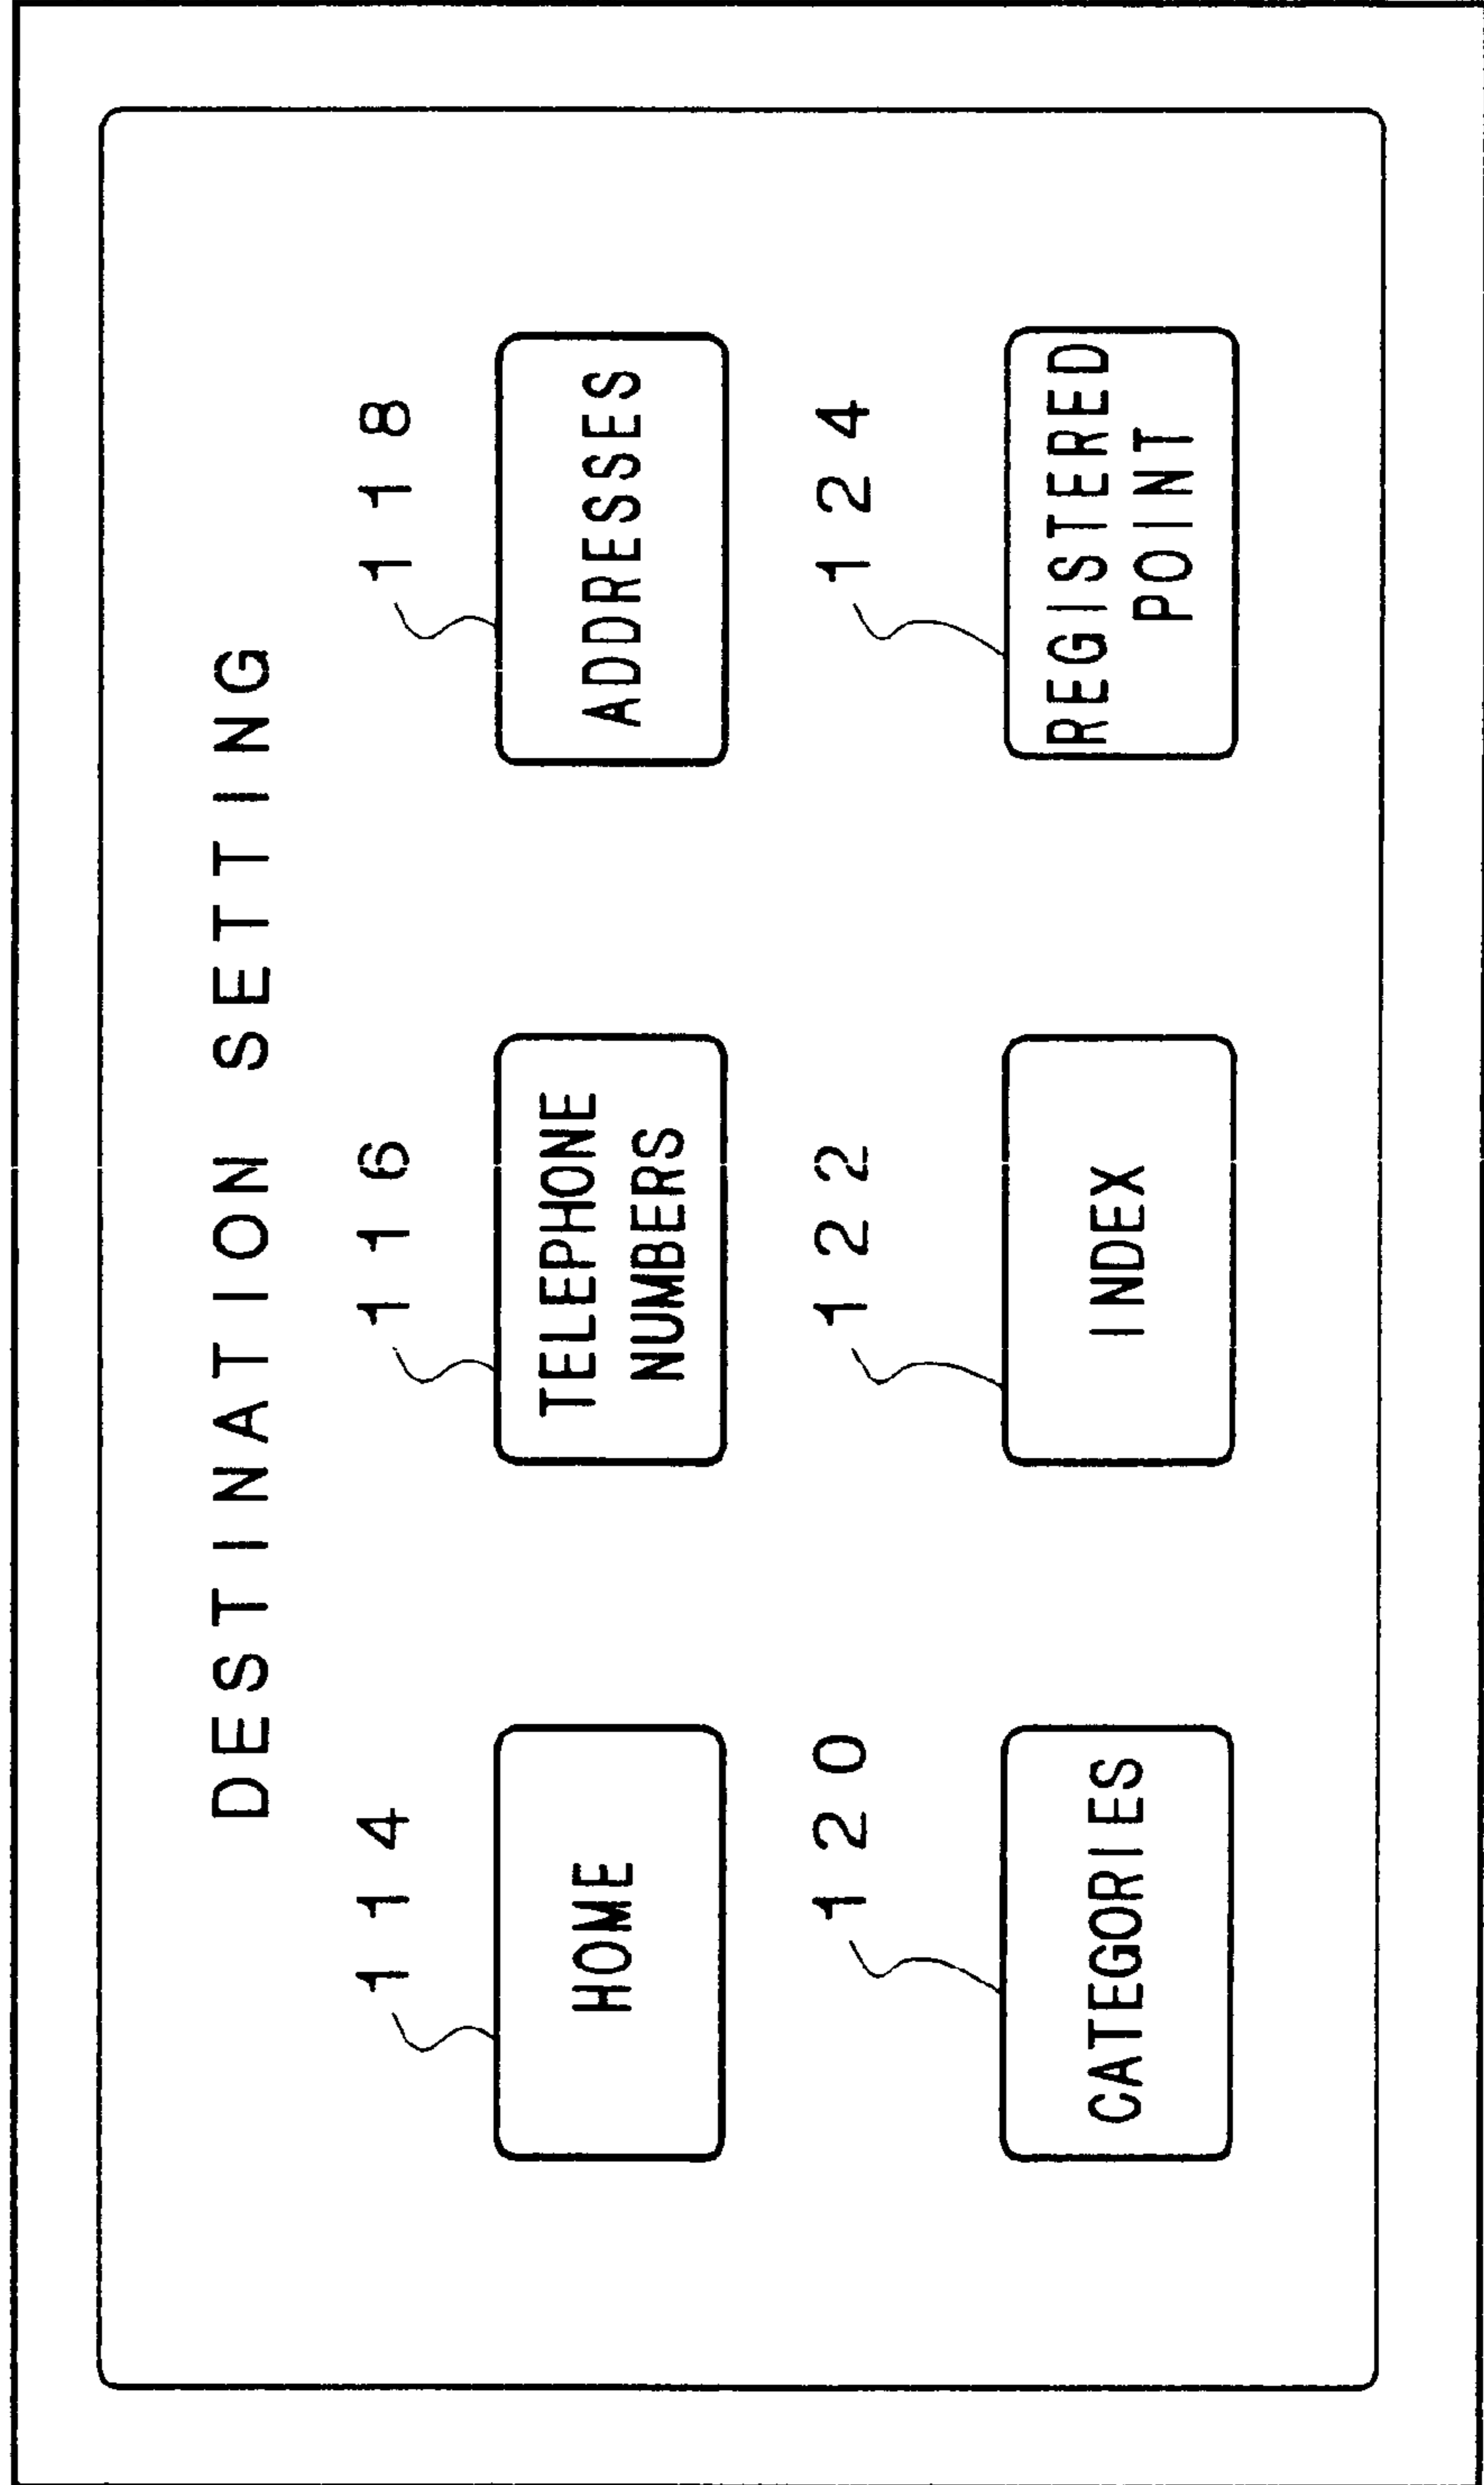 DESTINATION SETTING
114
116
118
HOME
TELEPHONE
NUMBERS
ADDRESSES
120
122
124
CATEGORIES
INDEX
REGISTERED
POINT